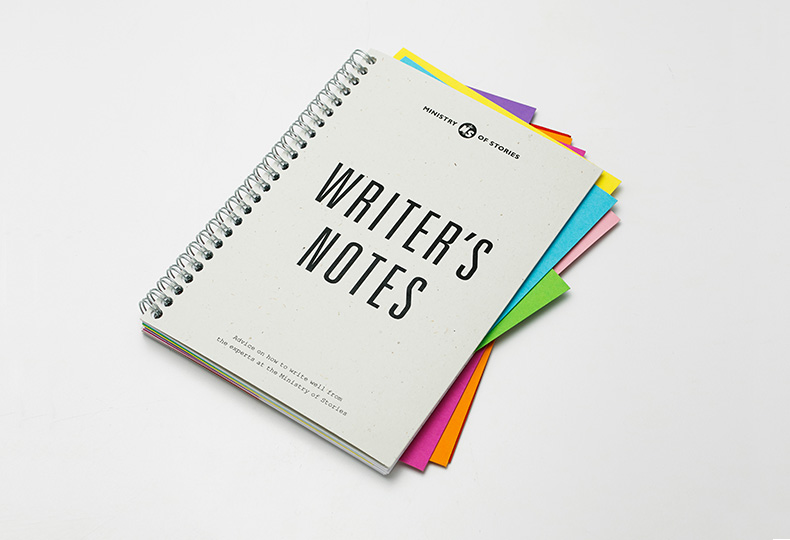 MINISTRY MS OF STORIES
WRITER'S
NOTES
Advice on how to write well from
the experts at the Ministry of Stories